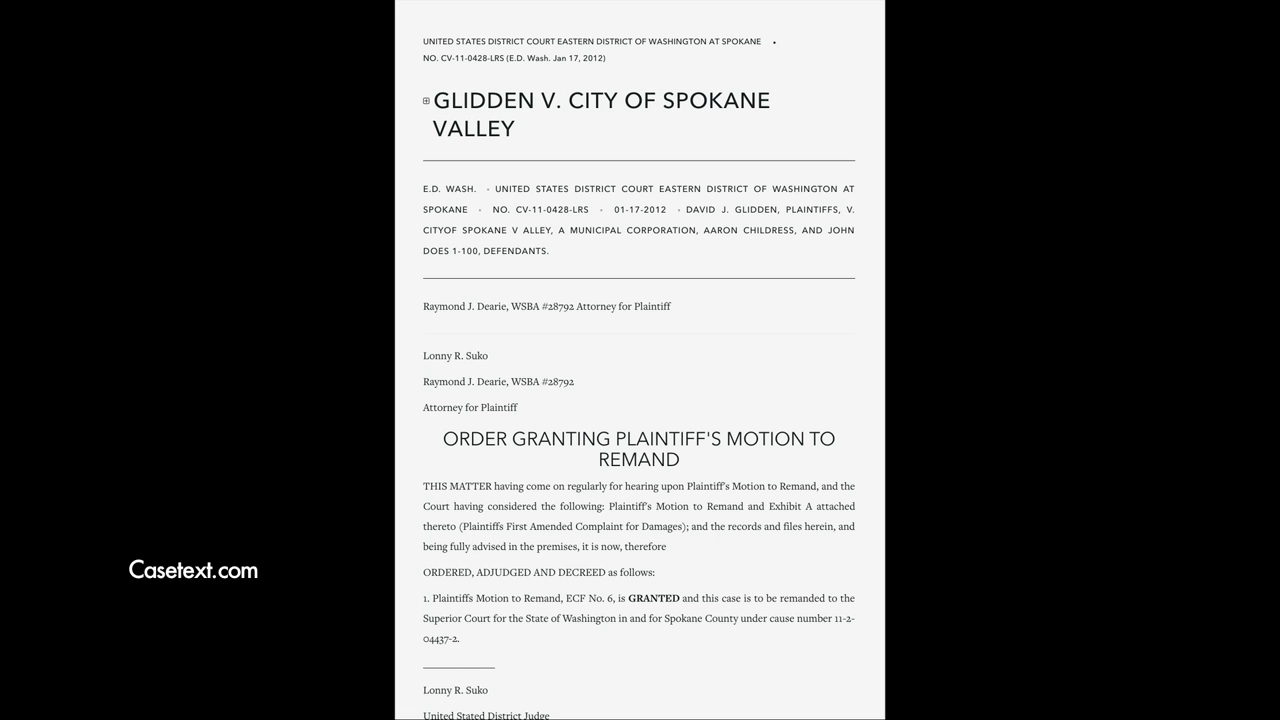 UNITED STATES DISTRICT COURT EASTERN DISTRICT OF WASHINGTON AT SPOKANE •
NO. CV-11-0428-LRS (E.D. Wash. Jan 17, 2012)
GLIDDEN V. CITY OF SPOKANE
VALLEY
E.D. WASH. • UNITED STATES DISTRICT COURT EASTERN DISTRICT OF WASHINGTON AT
SPOKANE • NO. CV-11-0428-LRS • 01-17-2012 • DAVID J. GLIDDEN, PLAINTIFFS, V.
CITYOF SPOKANE V ALLEY, A MUNICIPAL CORPORATION, AARON CHILDRESS, AND JOHN
DOES 1-100, DEFENDANTS.
Raymond J. Dearie, WSBA #28792 Attorney for Plaintiff
Lonny R. Suko
Raymond J. Dearie, WSBA #28792
Attorney for Plaintiff
ORDER GRANTING PLAINTIFF'S MOTION TO
REMAND
THIS MATTER having come on regularly for hearing upon Plaintiff's Motion to Remand, and the
Court having considered the following: Plaintiff's Motion to Remand and Exhibit A attached
thereto (Plaintiffs First Amended Complaint for Damages); and the records and files herein, and
being fully advised in the premises, it is now, therefore
ORDERED, ADJUDGED AND DECREED as follows:
1. Plaintiffs Motion to Remand, ECF No. 6, is GRANTED and this case is to be remanded to the
Superior Court for the State of Washington in and for Spokane County under cause number 11-2-
04437-2.
Lonny R. Suko
United Stated District Judge
Casetext.com